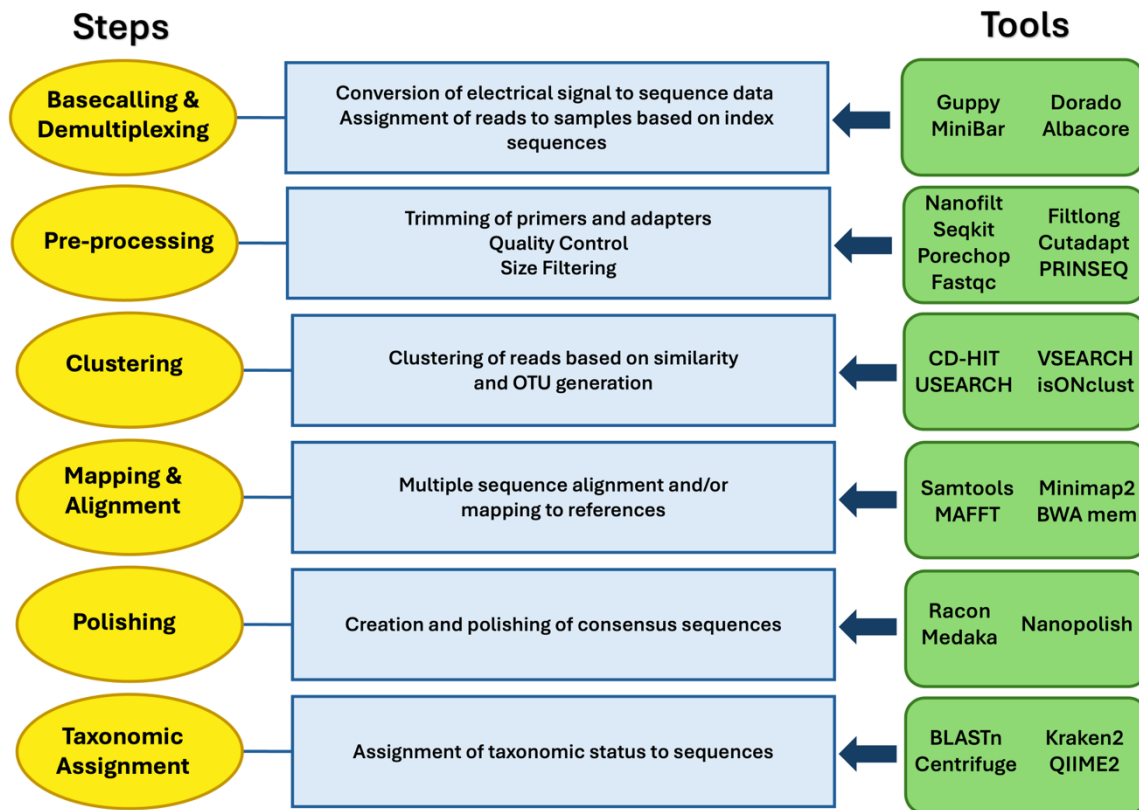 Steps
Tools
Basecalling &
Demultiplexing
Conversion of electrical signal to sequence data
Assignment of reads to samples based on index
sequences
Guppy Dorado
MiniBar Albacore
Pre-processing
Trimming of primers and adapters
Quality Control
Size Filtering
Nanofilt
Seqkit
Porechop
Fastqc
Filtlong
Cutadapt
PRINSEQ
Clustering
Clustering of reads based on similarity
and OTU generation
CD-HIT VSEARCH
USEARCH isONclust
Mapping &
Alignment
Multiple sequence alignment and/or
mapping to references
Samtools Minimap2
MAFFT BWA mem
Polishing
Creation and polishing of consensus sequences
Racon
Medaka
Nanopolish
Taxonomic
Assignment
Assignment of taxonomic status to sequences
BLASTn Kraken2
Centrifuge QIIME2